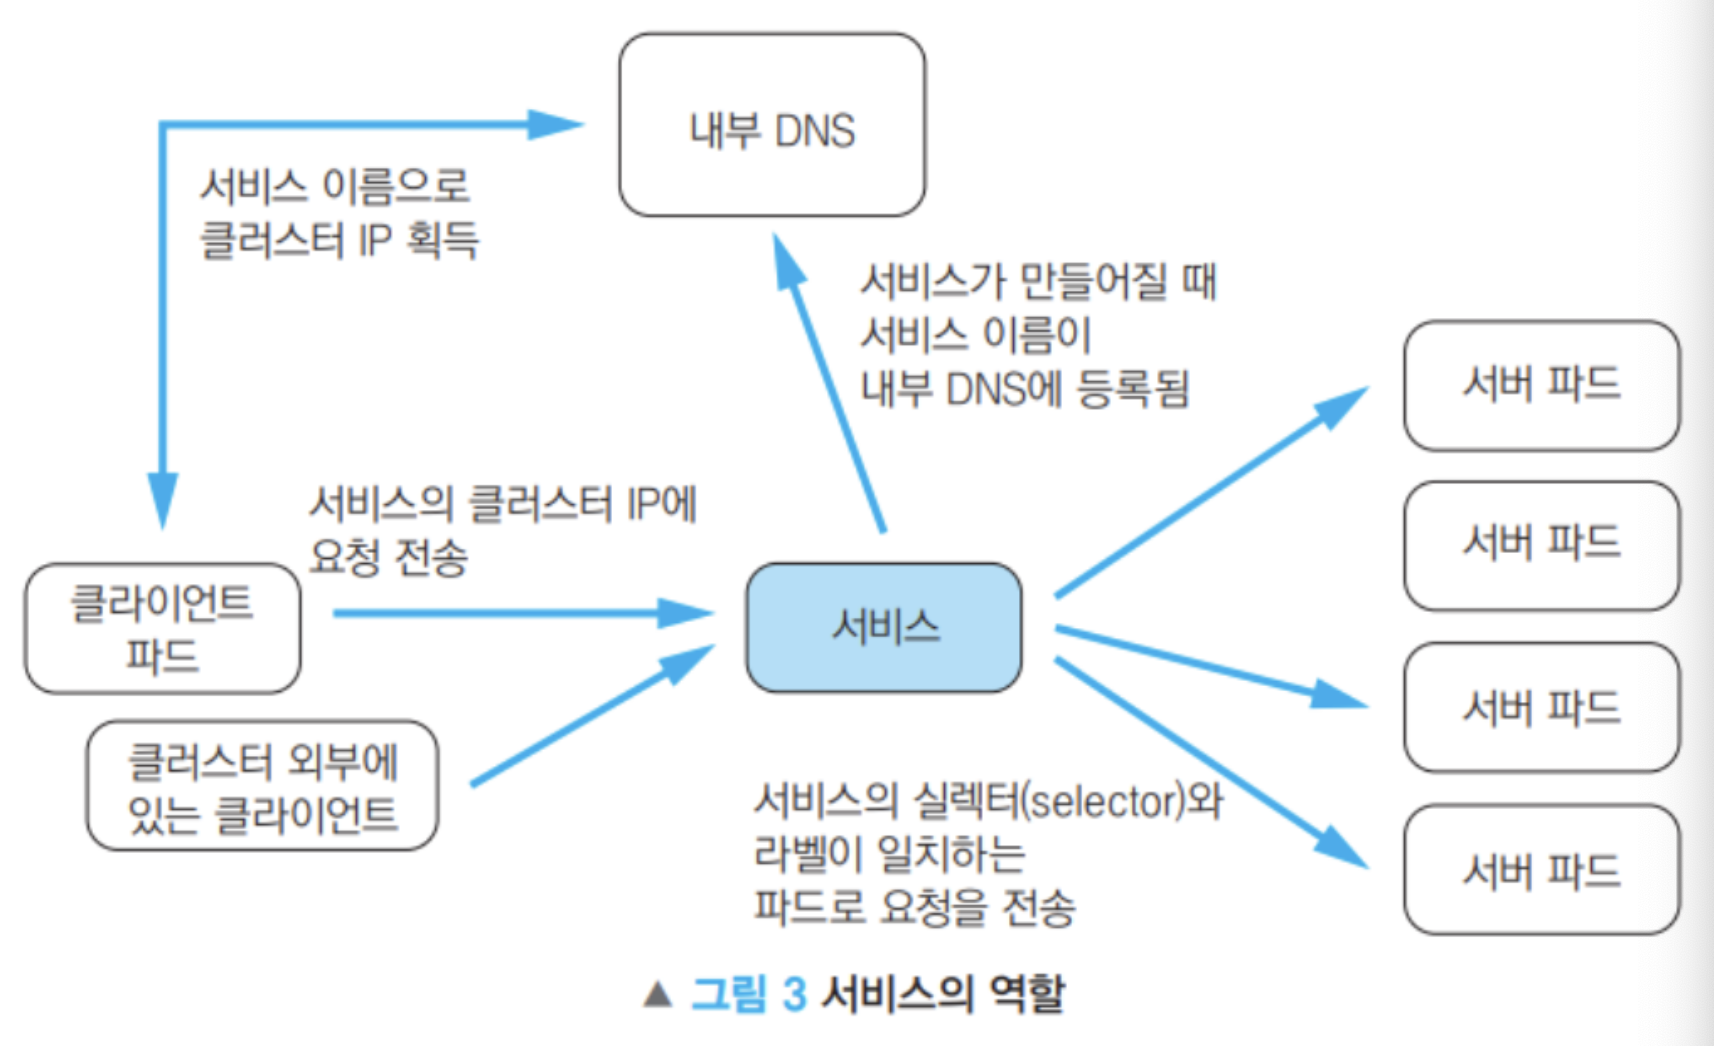 내부 DNS
서비스 이름으로
클러스터 IP 획득
서비스가 만들어질 때
서비스 이름이
내부 DNS에 등록됨
서버 파드
서버 파드
서비스의 클러스터 IP에
요청 전송
클라이언트
파드
서비스
서버 파드
클러스터 외부에
있는 클라이언트
서비스의 실렉터(selector)와
라벨이 일치하는
파드로 요청을 전송
서버 파드
▲ 그림 3 서비스의 역할